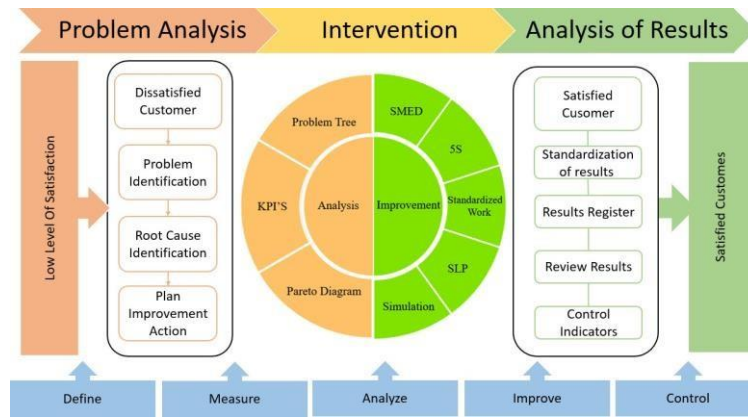 Problem Analysis
Intervention
Analysis of Results
Low Level Of Satisfaction
Dissatisfied
Customer
Problem
Identification
Root Cause
Identification
Plan
Improvement
Action
Problem Tree
KPI'S
Pareto Diagram
Analysis
Improvement
SMED
5S
Standardized
Work
SLP
Simulation
Satisfied
Cusomer
Standardization
of results
Results Register
Review Results
Control
Indicators
Satisfied Customes
Define
Measure
Analyze
Improve
Control